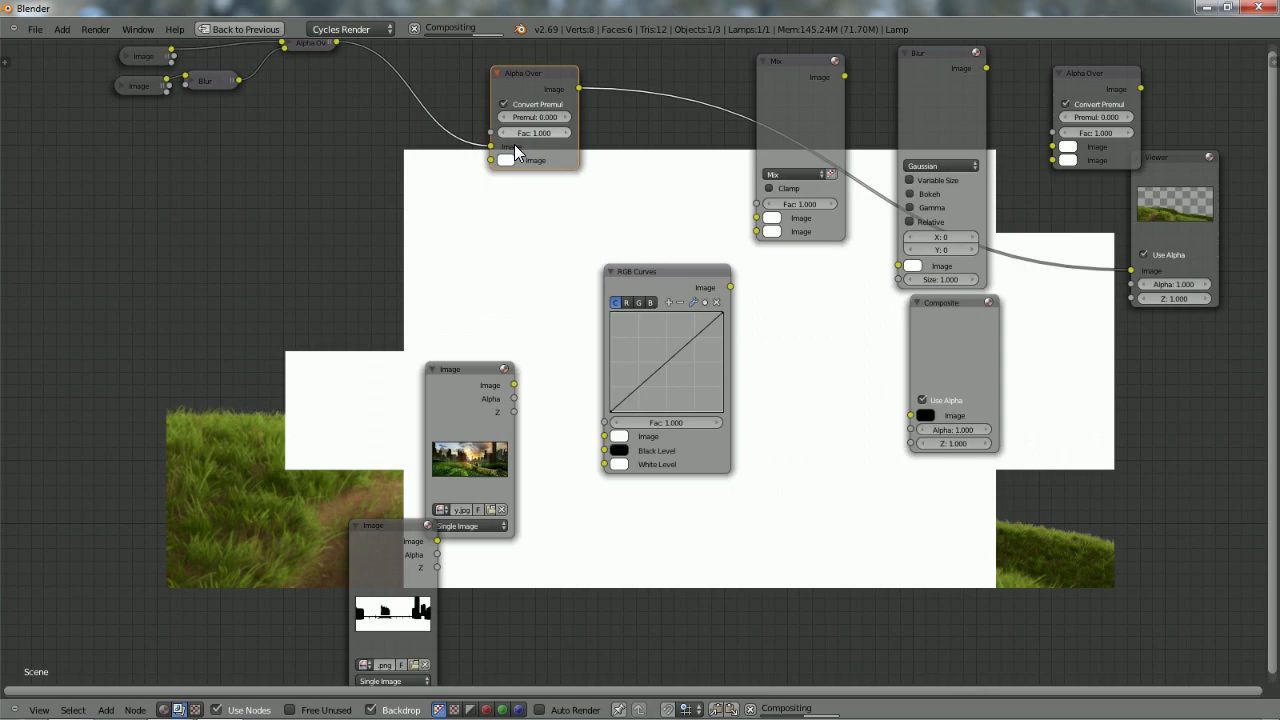 Blender
File Add Render Window Help Back to Previous Cycles Render Compositing v2.69 | Verts:8 | Faces:6 | Tris:12 | Objects:1/3 | Lamps:1/1 | Mem:145.24M (71.70M) | Lamp
Image
Alpha Ov
Image
Blur
Alpha Over
Image
Convert Premul
Premul: 0.000
Fac: 1.000
Image
Image
Mix
Image
Mix
Clamp
Fac: 1.000
Image
Image
Blur
Image
Gaussian
Variable Size
Bokeh
Gamma
Relative
X: 0
Y: 0
Image
Size: 1.000
Alpha Over
Image
Convert Premul
Premul: 0.000
Fac: 1.000
Image
Image
Viewer
Use Alpha
Image
Alpha: 1.000
Z: 1.000
RGB Curves
Image
C R G B
Fac: 1.000
Image
Black Level
White Level
Composite
Use Alpha
Image
Alpha: 1.000
Z: 1.000
Image
Image
Alpha
Z
y.jpg F
Single Image
Image
Image
Alpha
Z
.png F
Single Image
Scene
View Select Add Node Use Nodes Free Unused Backdrop Auto Render Compositing